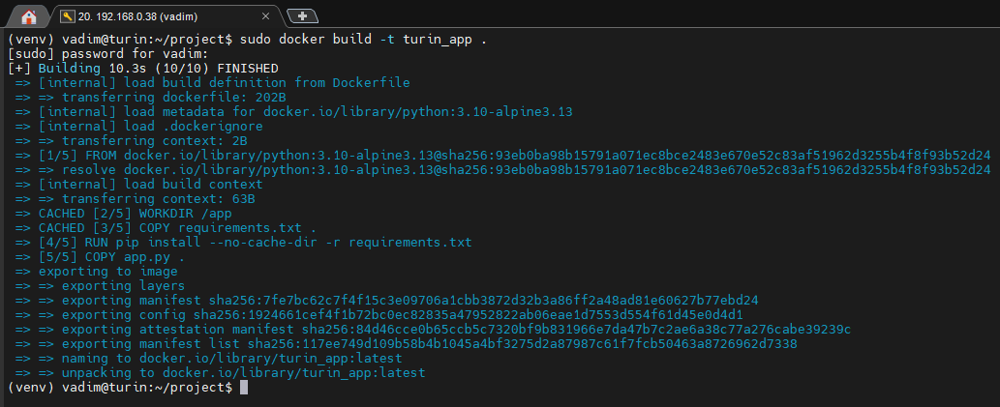 20. 192.168.0.38 (vadim)
(venv) vadim@turin:~/project$ sudo docker build -t turin_app .
[sudo] password for vadim:
[+] Building 10.3s (10/10) FINISHED
=> [internal] load build definition from Dockerfile
=> => transferring dockerfile: 202B
=> [internal] load metadata for docker.io/library/python:3.10-alpine3.13
=> [internal] load .dockerignore
=> => transferring context: 2B
=> [1/5] FROM docker.io/library/python:3.10-alpine3.13@sha256:93eb0ba98b15791a071ec8bce2483e670e52c83af51962d3255b4f8f93b52d24
=> => resolve docker.io/library/python:3.10-alpine3.13@sha256:93eb0ba98b15791a071ec8bce2483e670e52c83af51962d3255b4f8f93b52d24
=> [internal] load build context
=> => transferring context: 63B
=> CACHED [2/5] WORKDIR /app
=> CACHED [3/5] COPY requirements.txt .
=> [4/5] RUN pip install --no-cache-dir -r requirements.txt
=> [5/5] COPY app.py .
=> exporting to image
=> => exporting layers
=> => exporting manifest sha256:7fe7bc62c7f4f15c3e09706a1cbb3872d32b3a86ff2a48ad81e60627b77ebd24
=> => exporting config sha256:1924661cef4f1b72bc0ec82835a47952822ab06eae1d7553d554f61d45e0d4d1
=> => exporting attestation manifest sha256:84d46cce0b65ccb5c7320bf9b831966e7da47b7c2ae6a38c77a276cabe39239c
=> => exporting manifest list sha256:117ee749d109b58b4b1045a4bf3275d2a87987c61f7fcb50463a8726962d7338
=> => naming to docker.io/library/turin_app:latest
=> => unpacking to docker.io/library/turin_app:latest
(venv) vadim@turin:~/project$